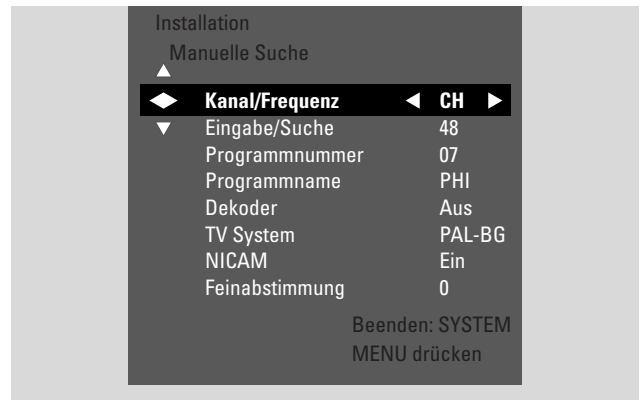 Installation
Manuelle Suche
Kanal/Frequenz CH
Eingabe/Suche 48
Programmnummer 07
Programmname PHI
Dekoder Aus
TV System PAL-BG
NICAM Ein
Feinabstimmung 0
Beenden: SYSTEM
MENU drücken